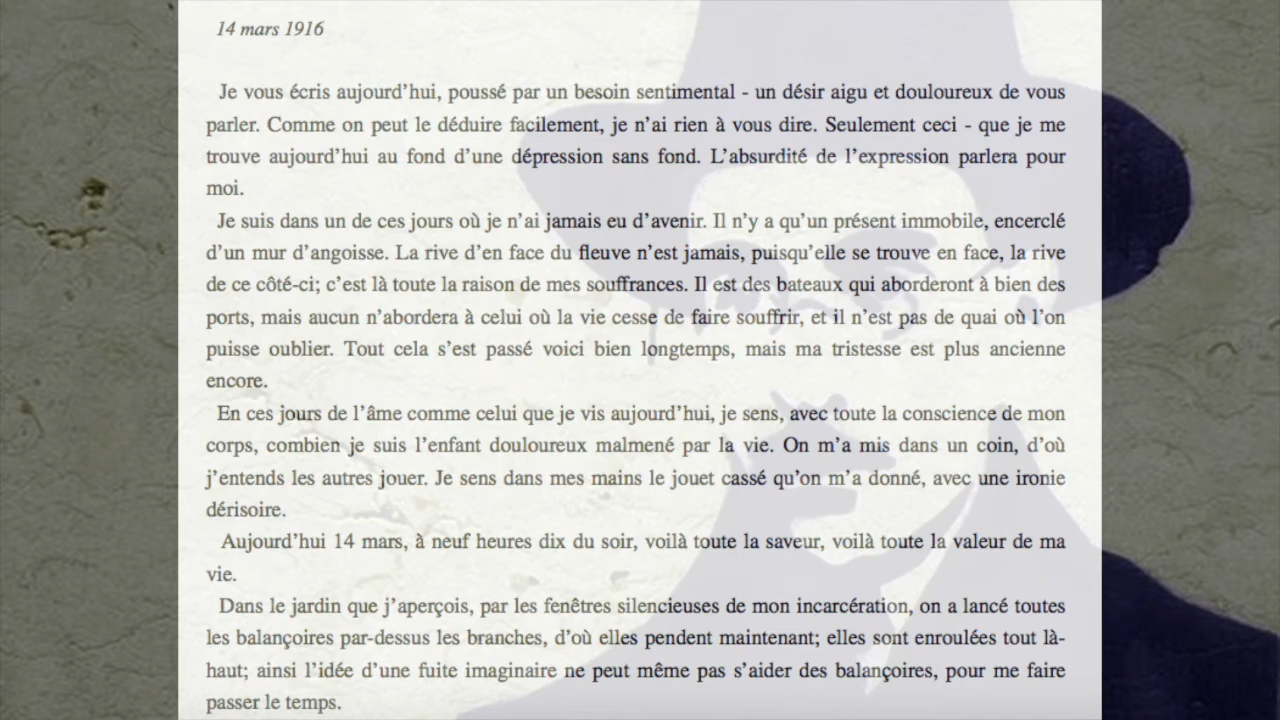 14 mars 1916
Je vous écris aujourd'hui, poussé par un besoin sentimental - un désir aigu et douloureux de vous
parler. Comme on peut le déduire facilement, je n'ai rien à vous dire. Seulement ceci - que je me
trouve aujourd'hui au fond d'une dépression sans fond. L'absurdité de l'expression parlera pour
moi.
Je suis dans un de ces jours où je n'ai jamais eu d'avenir. Il n'y a qu'un présent immobile, encerclé
d'un mur d'angoisse. La rive d'en face du fleuve n'est jamais, puisqu'elle se trouve en face, la rive
de ce côté-ci; c'est là toute la raison de mes souffrances. Il est des bateaux qui aborderont à bien des
ports, mais aucun n'abordera à celui où la vie cesse de faire souffrir, et il n'est pas de quai où l'on
puisse oublier. Tout cela s'est passé voici bien longtemps, mais ma tristesse est plus ancienne
encore.
En ces jours de l'âme comme celui que je vis aujourd'hui, je sens, avec toute la conscience de mon
corps, combien je suis l'enfant douloureux malmené par la vie. On m'a mis dans un coin, d'où
j'entends les autres jouer. Je sens dans mes mains le jouet cassé qu'on m'a donné, avec une ironie
dérisoire.
Aujourd'hui 14 mars, à neuf heures dix du soir, voilà toute la saveur, voilà toute la valeur de ma
vie.
Dans le jardin que j'aperçois, par les fenêtres silencieuses de mon incarcération, on a lancé toutes
les balançoires par-dessus les branches, d'où elles pendent maintenant; elles sont enroulées tout là-
haut; ainsi l'idée d'une fuite imaginaire ne peut même pas s'aider des balançoires, pour me faire
passer le temps.